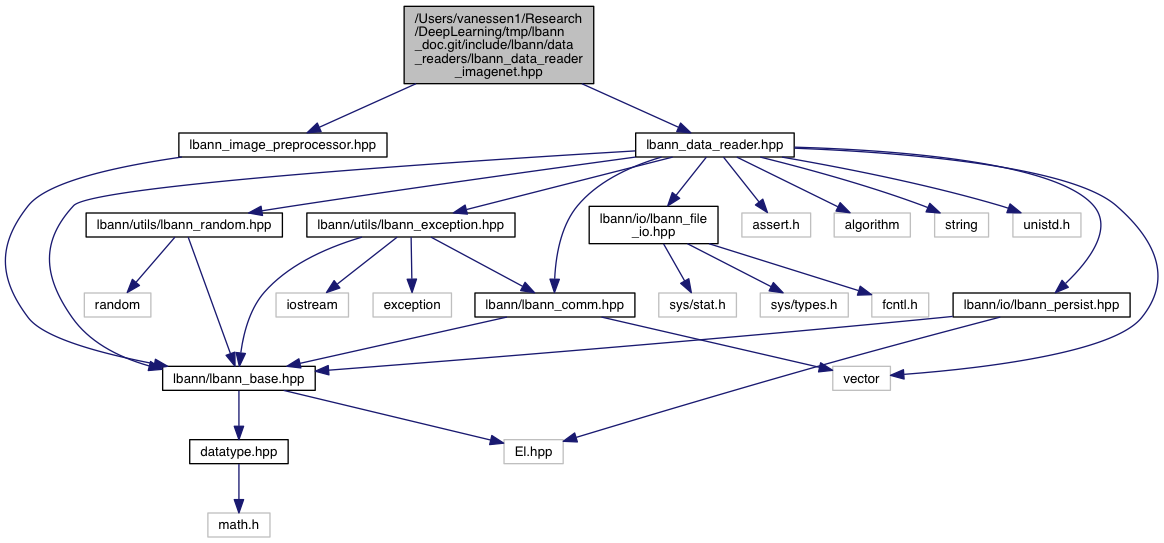 /Users/vanessen1/Research
/DeepLearning/tmp/lbann
_doc.git/include/lbann/data
_readers/lbann_data_reader
_imagenet.hpp
lbann_image_preprocessor.hpp
lbann_data_reader.hpp
lbann/utils/lbann_random.hpp
lbann/utils/lbann_exception.hpp
lbann/io/lbann_file
_io.hpp
assert.h
algorithm
string
unistd.h
random
iostream
exception
lbann/lbann_comm.hpp
sys/stat.h
sys/types.h
fcntl.h
lbann/io/lbann_persist.hpp
lbann/lbann_base.hpp
vector
datatype.hpp
El.hpp
math.h